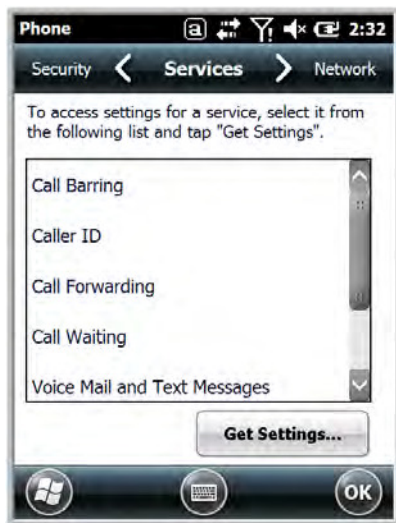 Phone a 2:32
Security Services Network
To access settings for a service, select it from
the following list and tap "Get Settings".
Call Barring
Caller ID
Call Forwarding
Call Waiting
Voice Mail and Text Messages
Get Settings...
OK